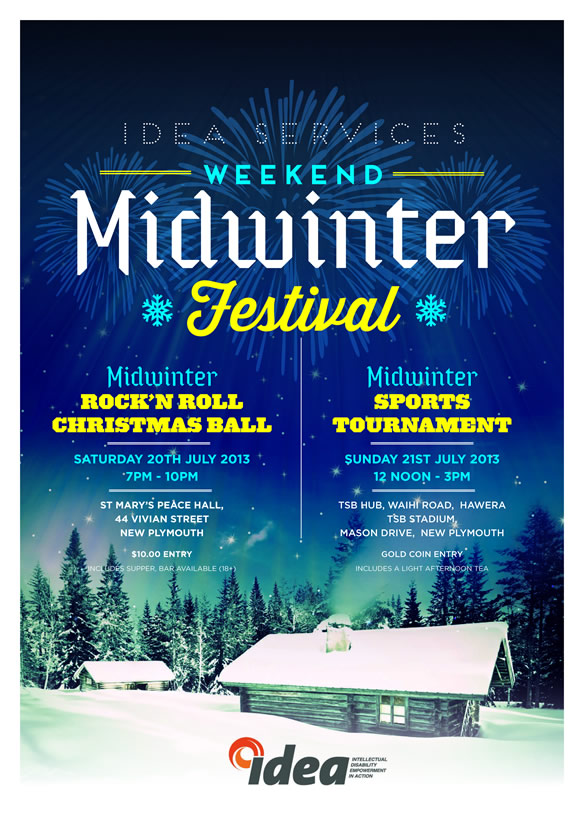 IDEA SERVICES
WEEKEND
Midwinter
Festival
Midwinter
ROCK'N ROLL
CHRISTMAS BALL
SATURDAY 20TH JULY 2013
7PM - 10PM
ST MARY'S PEACE HALL,
44 VIVIAN STREET
NEW PLYMOUTH
$10.00 ENTRY
INCLUDES SUPPER, BAR AVAILABLE (18+)
Midwinter
SPORTS
TOURNAMENT
SUNDAY 21ST JULY 2013
12 NOON - 3PM
TSB HUB, WAIHI ROAD, HAWERA
TSB STADIUM,
MASON DRIVE, NEW PLYMOUTH
GOLD COIN ENTRY
INCLUDES A LIGHT AFTERNOON TEA
idea
INTELLECTUAL
DISABILITY
EMPOWERMENT
IN ACTION